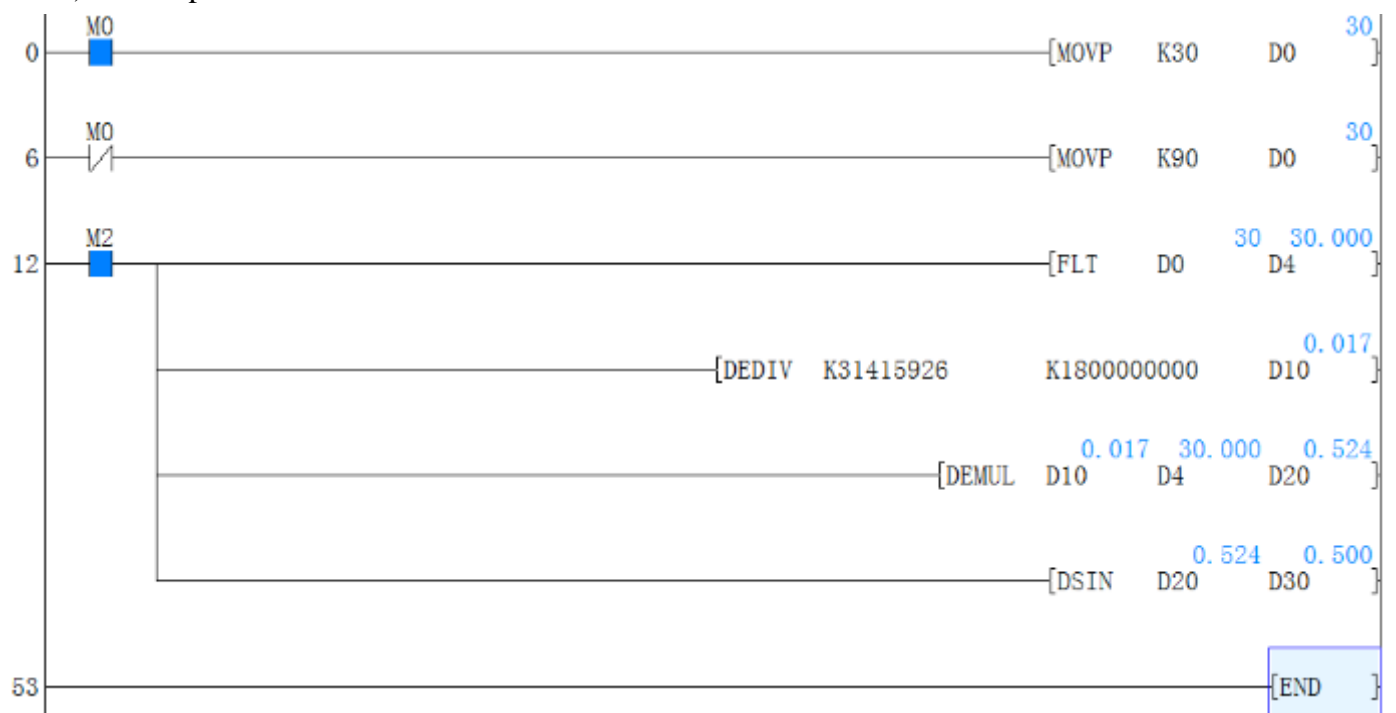 M0 30
0 [MOVP K30 D0 ]
M0 30
6 [MOVP K90 D0 ]
M2 30 30.000
12 [FLT D0 D4 ]
0.017
[DEDIV K31415926 K1800000000 D10 ]
0.017 30.000 0.524
[DEMUL D10 D4 D20 ]
0.524 0.500
[DSIN D20 D30 ]
53 [END ]